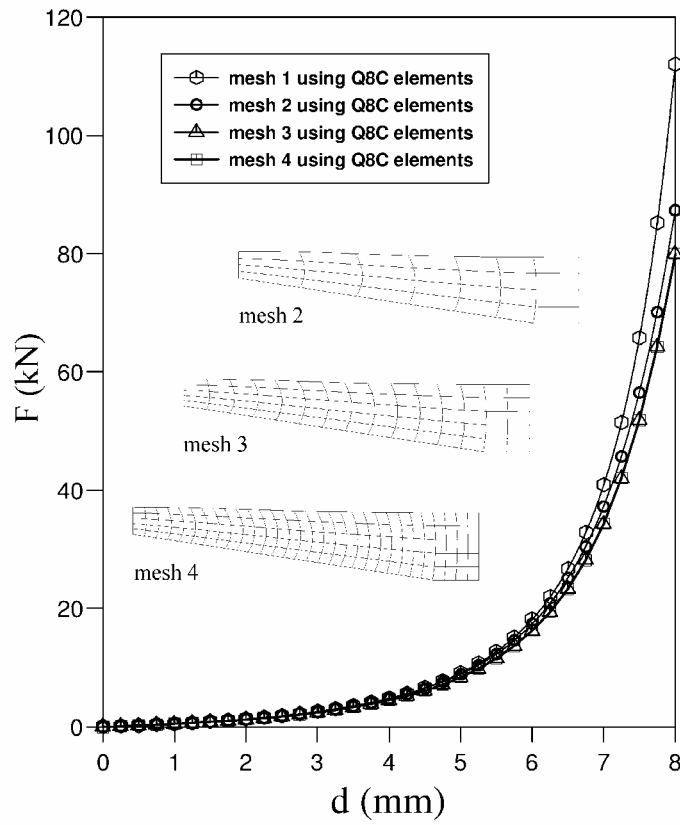 120
100
80
60
40
20
0
F (kN)
mesh 1 using Q8C elements
mesh 2 using Q8C elements
mesh 3 using Q8C elements
mesh 4 using Q8C elements
mesh 2
mesh 3
mesh 4
0 1 2 3 4 5 6 7 8
d (mm)